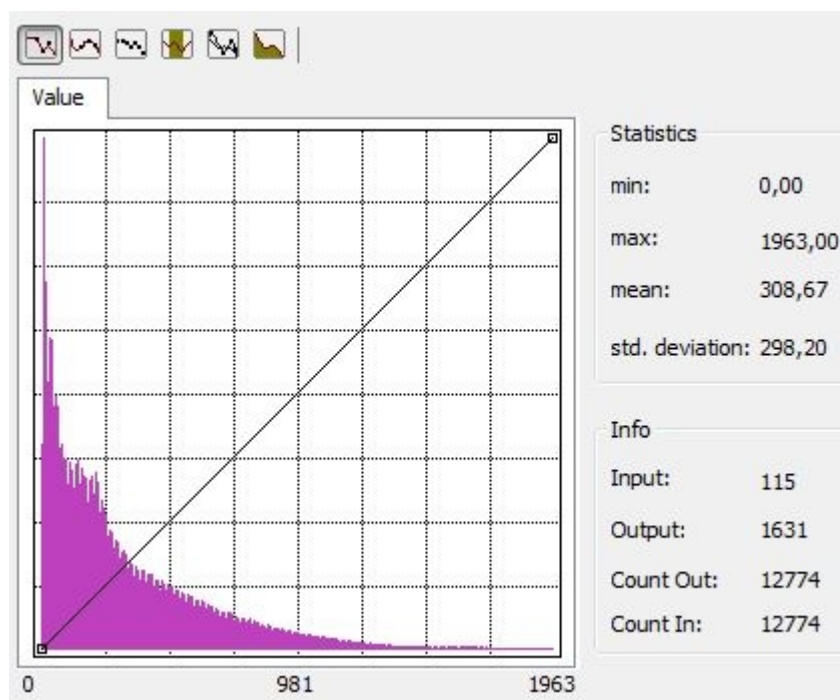 Value
Statistics
min: 0,00
max: 1963,00
mean: 308,67
std. deviation: 298,20
Info
Input: 115
Output: 1631
Count Out: 12774
Count In: 12774
0 981 1963